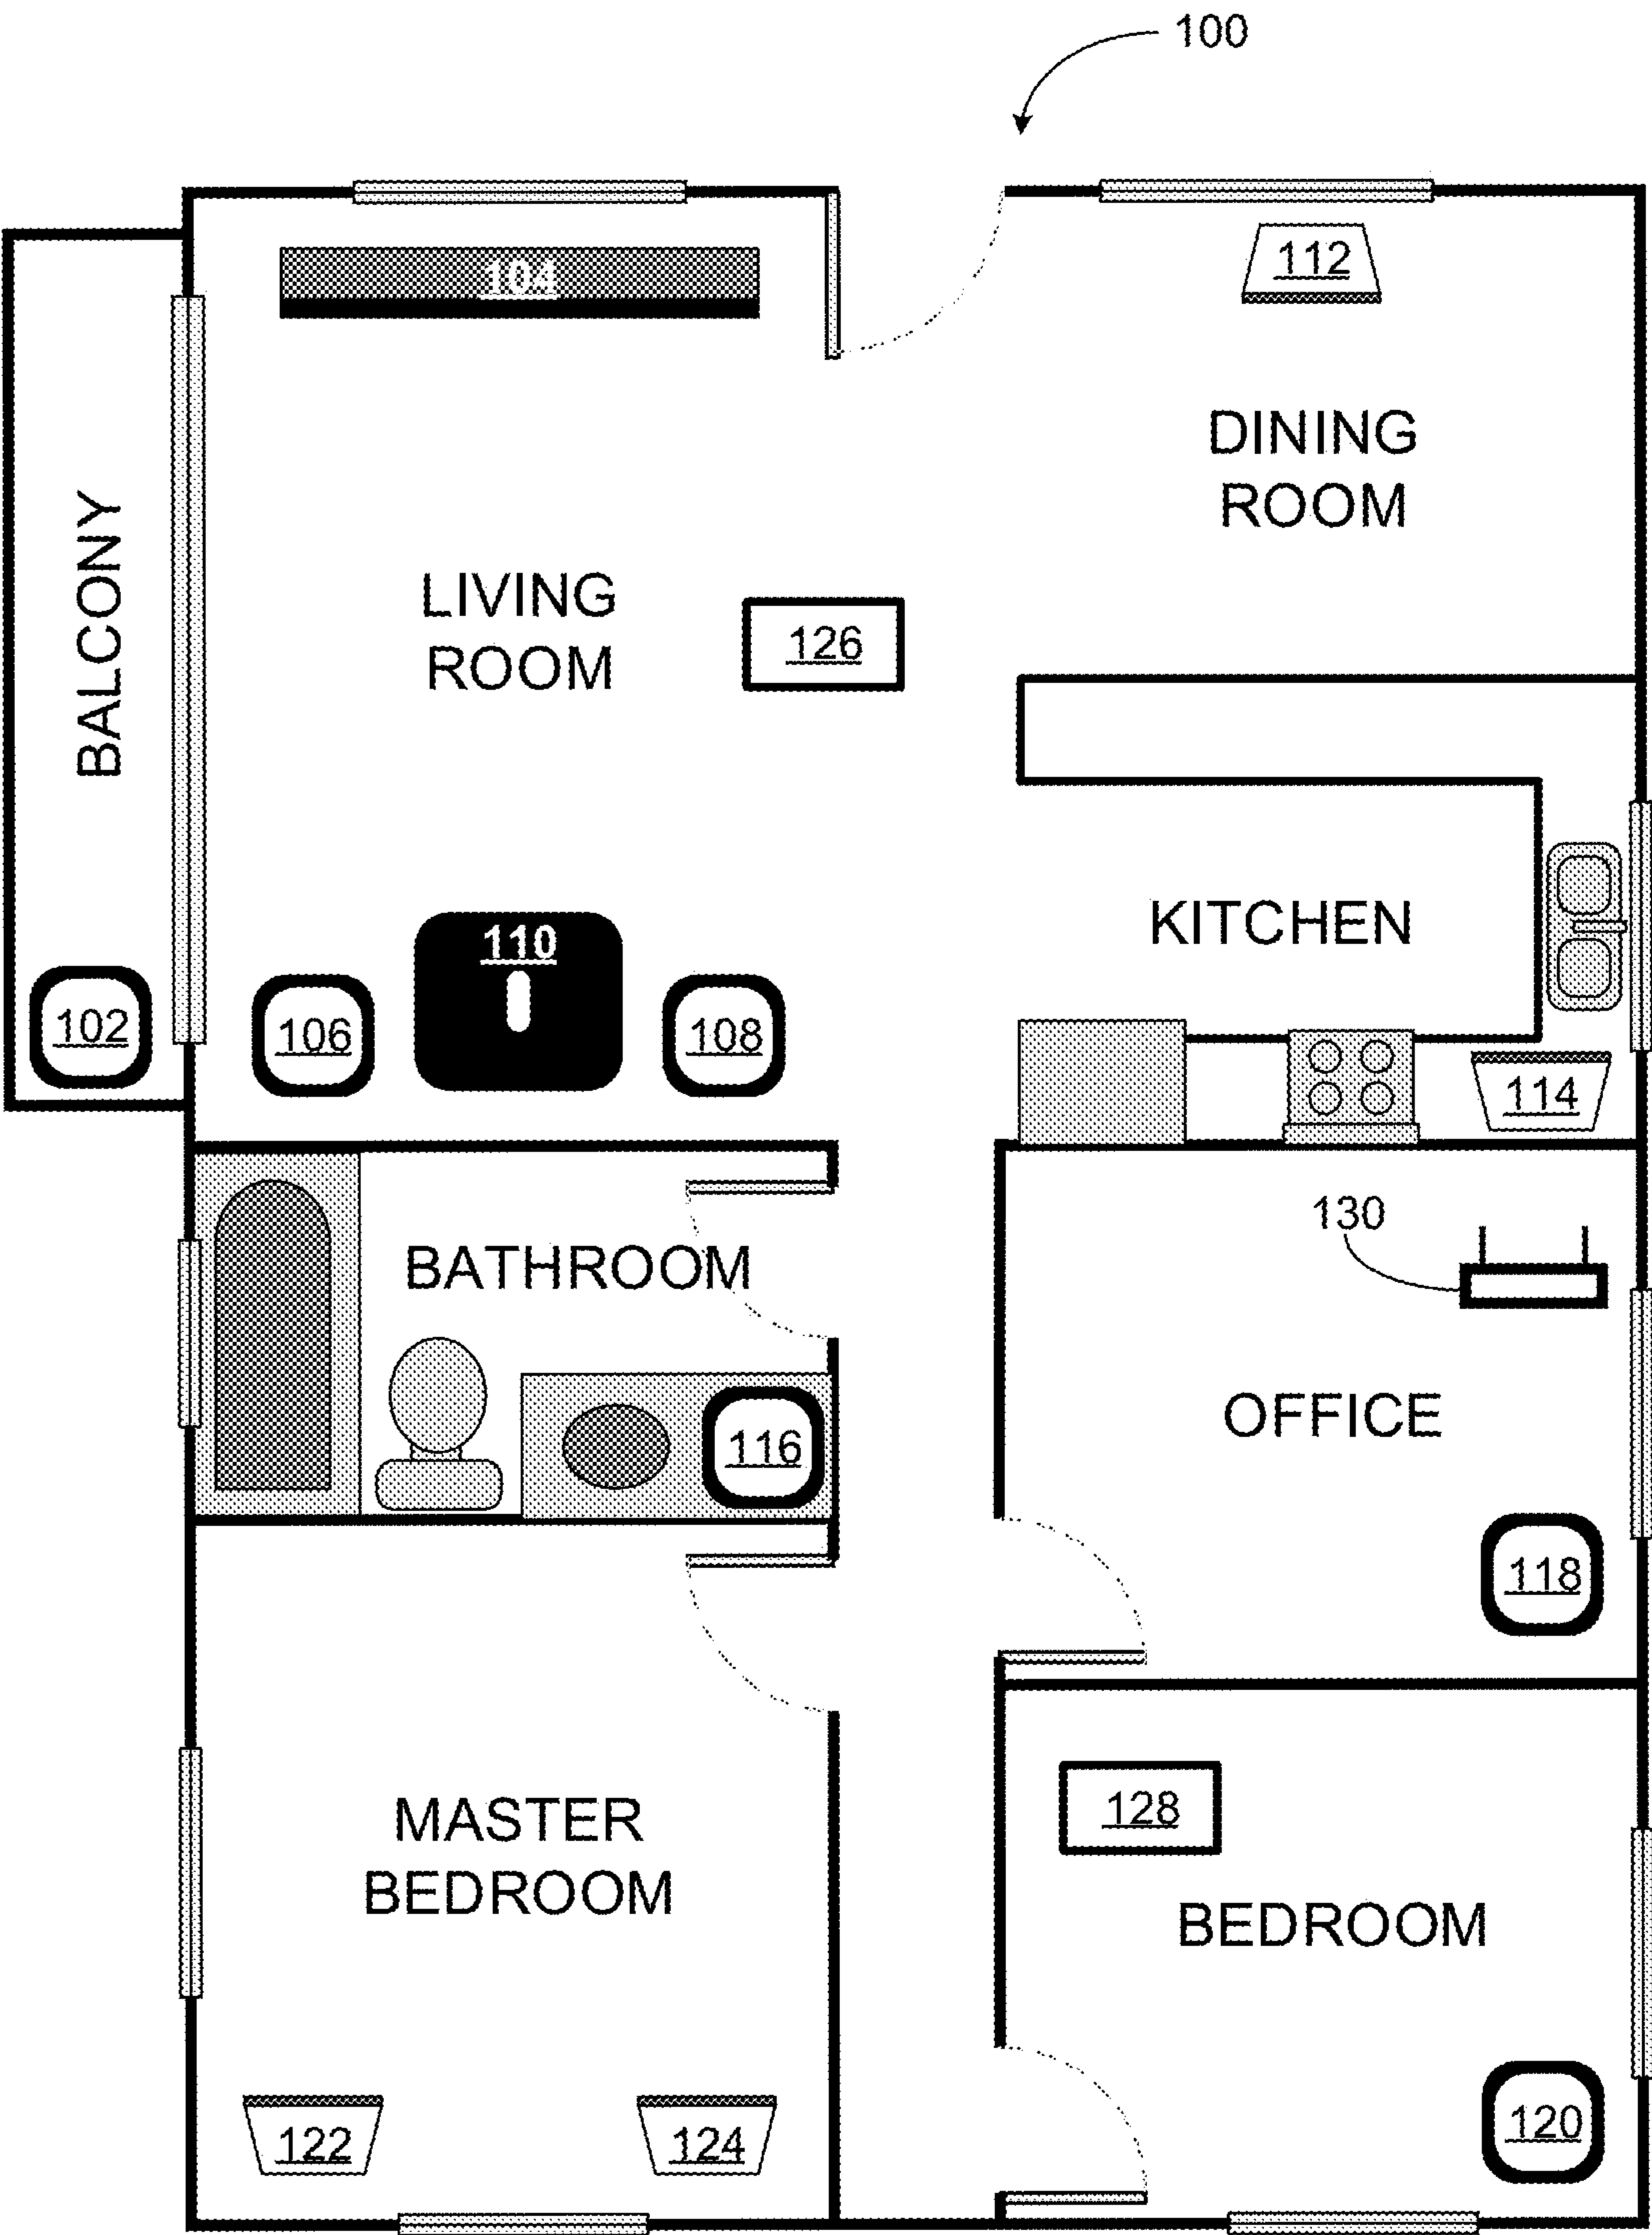 100
104
112
DINING
ROOM
BALCONY
LIVING
ROOM
126
KITCHEN
110
102
106
108
114
130
BATHROOM
OFFICE
116
118
MASTER
BEDROOM
128
BEDROOM
122
124
120